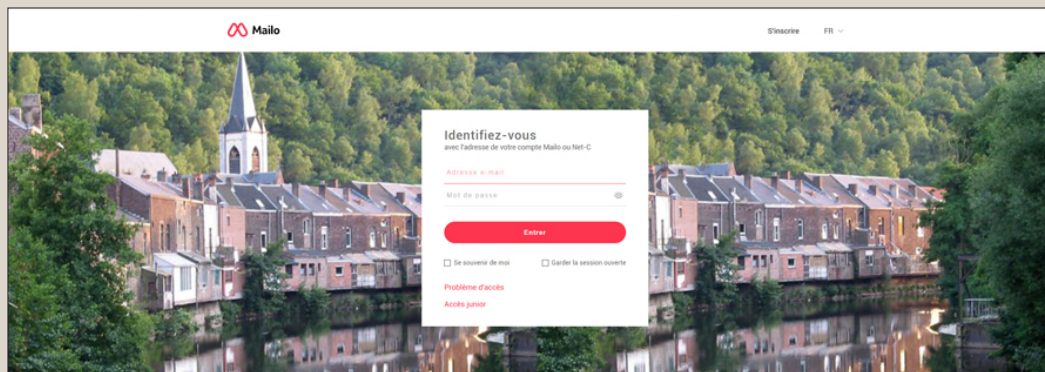 Mailo
S'inscrire
FR
Identifiez-vous
avec l'adresse de votre compte Mailo ou Net-C
Adresse e-mail
Mot de passe
Entrer
Se souvenir de moi
Garder la session ouverte
Problème d'accès
Accès junior